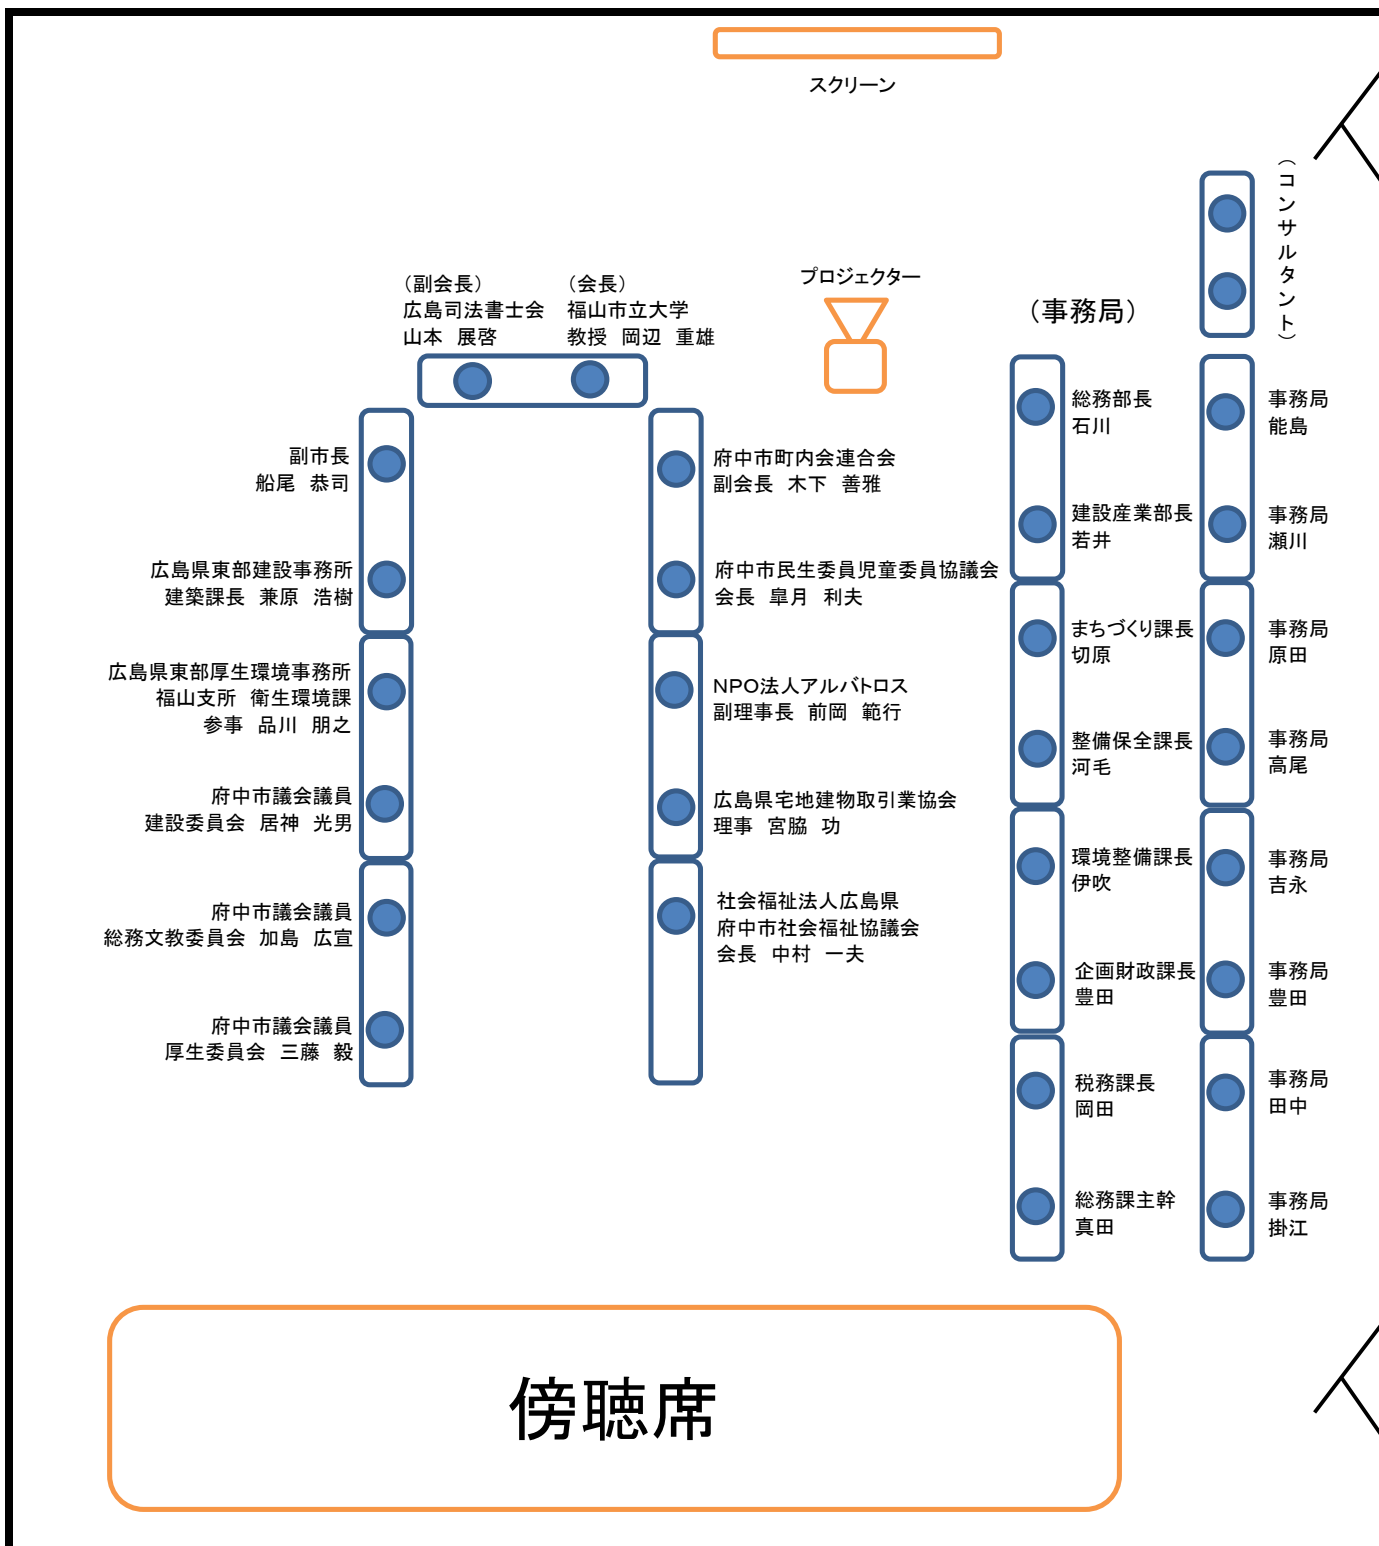 スクリーン
（コンサルタント）
（副会長）
広島司法書士会
山本　展啓
（会長）
福山市立大学
教授　岡辺　重雄
プロジェクター
（事務局）
副市長
船尾　恭司
広島県東部建設事務所
建築課長　兼原　浩樹
広島県東部厚生環境事務所
福山支所　衛生環境課
参事　品川　朋之
府中市議会議員
建設委員会　居神　光男
府中市議会議員
総務文教委員会　加島　広宣
府中市議会議員
厚生委員会　三藤　毅
府中市町内会連合会
副会長　木下　善雅
府中市民生委員児童委員協議会
会長　皐月　利夫
NPO法人アルバトロス
副理事長　前岡　範行
広島県宅地建物取引業協会
理事　宮脇　功
社会福祉法人広島県
府中市社会福祉協議会
会長　中村　一夫
総務部長
石川
建設産業部長
若井
まちづくり課長
切原
整備保全課長
河毛
環境整備課長
伊吹
企画財政課長
豊田
税務課長
岡田
総務課主幹
真田
事務局
能島
事務局
瀬川
事務局
原田
事務局
高尾
事務局
吉永
事務局
豊田
事務局
田中
事務局
掛江
傍聴席